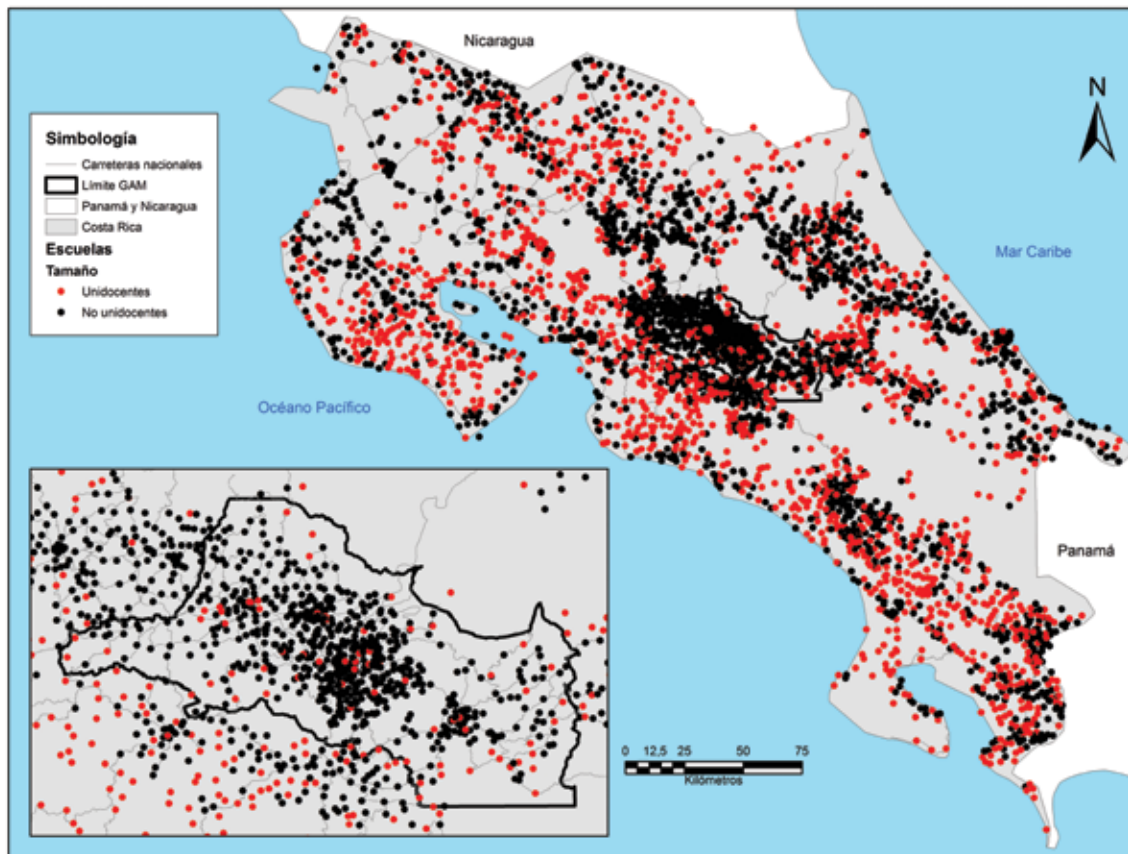 Nicaragua
N
Simbología
Carreteras nacionales
Límite GAM
Panamá y Nicaragua
Costa Rica
Escuelas
Tamaño
Unidocentes
No unidocentes
Mar Caribe
Océano Pacífico
Panamá
0 12,5 25 50 75
Kilómetros